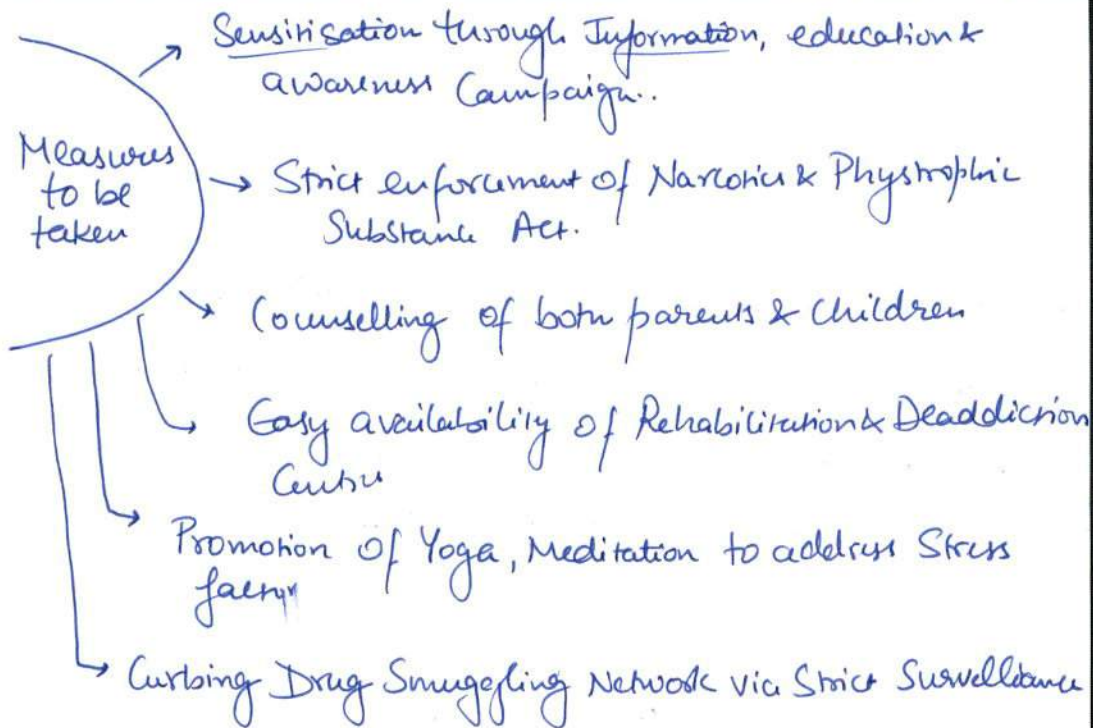 Sensitisation through Information, education &
awareness Campaign..
Measures
to be
taken
Strict enforcement of Narcotics & Phystrophic
Substance Act.
Counselling of both parents & Children
Easy availability of Rehabilitation & Deaddiction
Centres
Promotion of Yoga, Meditation to address Stress
factor
Curbing Drug Smuggling Network via Strict Survelliance